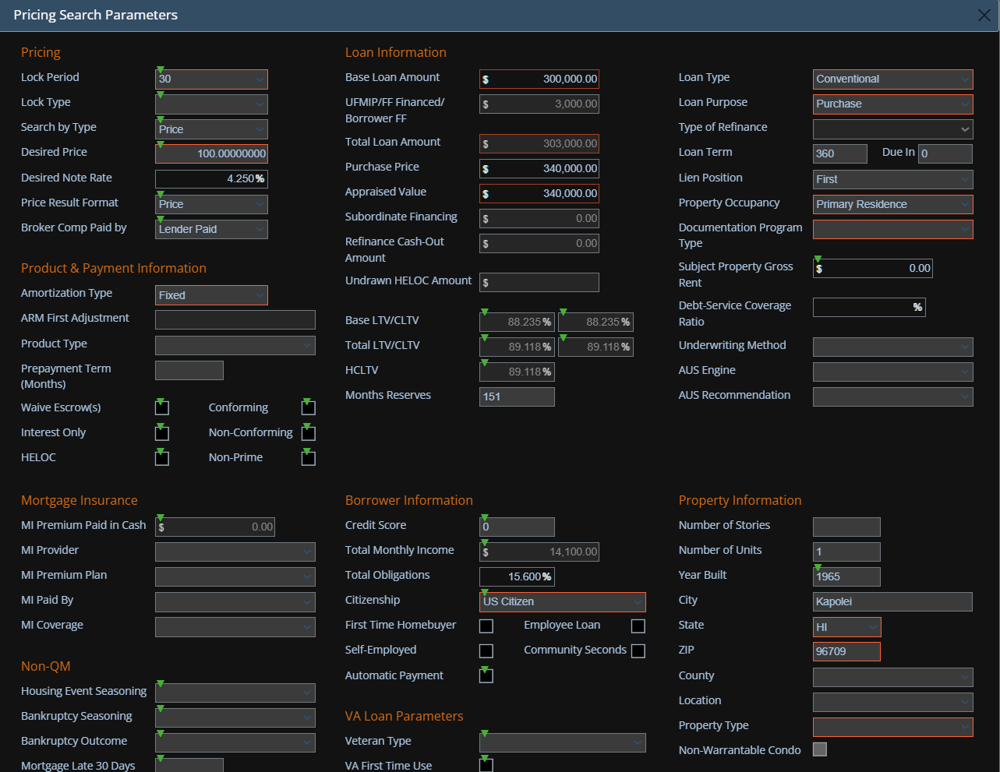 Pricing Search Parameters
Pricing
Lock Period 30
Lock Type
Search by Type Price
Desired Price 100.00000000
Desired Note Rate 4.250%
Price Result Format Price
Broker Comp Paid by Lender Paid
Product & Payment Information
Amortization Type Fixed
ARM First Adjustment
Product Type
Prepayment Term
(Months)
Waive Escrow(s) Conforming
Interest Only Non-Conforming
HELOC Non-Prime
Loan Information
Base Loan Amount $ 300,000.00
UFMIP/FF Financed/
Borrower FF $ 3,000.00
Total Loan Amount $ 303,000.00
Purchase Price $ 340,000.00
Appraised Value $ 340,000.00
Subordinate Financing $ 0.00
Refinance Cash-Out
Amount $ 0.00
Undrawn HELOC Amount $
Base LTV/CLTV 88.235% 88.235%
Total LTV/CLTV 89.118% 89.118%
HCLTV 89.118%
Months Reserves 151
Loan Type Conventional
Loan Purpose Purchase
Type of Refinance
Loan Term 360 Due In 0
Lien Position First
Property Occupancy Primary Residence
Documentation Program
Type
Subject Property Gross
Rent $ 0.00
Debt-Service Coverage
Ratio %
Underwriting Method
AUS Engine
AUS Recommendation
Mortgage Insurance
MI Premium Paid in Cash $ 0.00
MI Provider
MI Premium Plan
MI Paid By
MI Coverage
Non-QM
Housing Event Seasoning
Bankruptcy Seasoning
Bankruptcy Outcome
Mortgage Late 30 Days
Borrower Information
Credit Score 0
Total Monthly Income $ 14,100.00
Total Obligations 15.600%
Citizenship US Citizen
First Time Homebuyer Employee Loan
Self-Employed Community Seconds
Automatic Payment
VA Loan Parameters
Veteran Type
VA First Time Use
Property Information
Number of Stories
Number of Units 1
Year Built 1965
City Kapolei
State HI
ZIP 96709
County
Location
Property Type
Non-Warrantable Condo